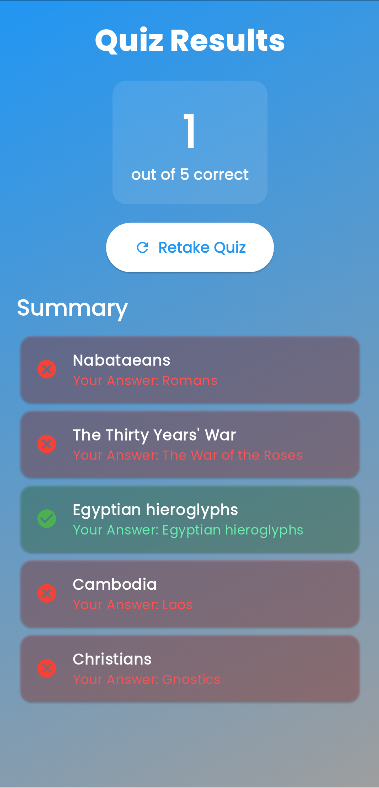 Quiz Results
1
out of 5 correct
Retake Quiz
Summary
Nabataeans
Your Answer: Romans
The Thirty Years' War
Your Answer: The War of the Roses
Egyptian hieroglyphs
Your Answer: Egyptian hieroglyphs
Cambodia
Your Answer: Laos
Christians
Your Answer: Gnostics